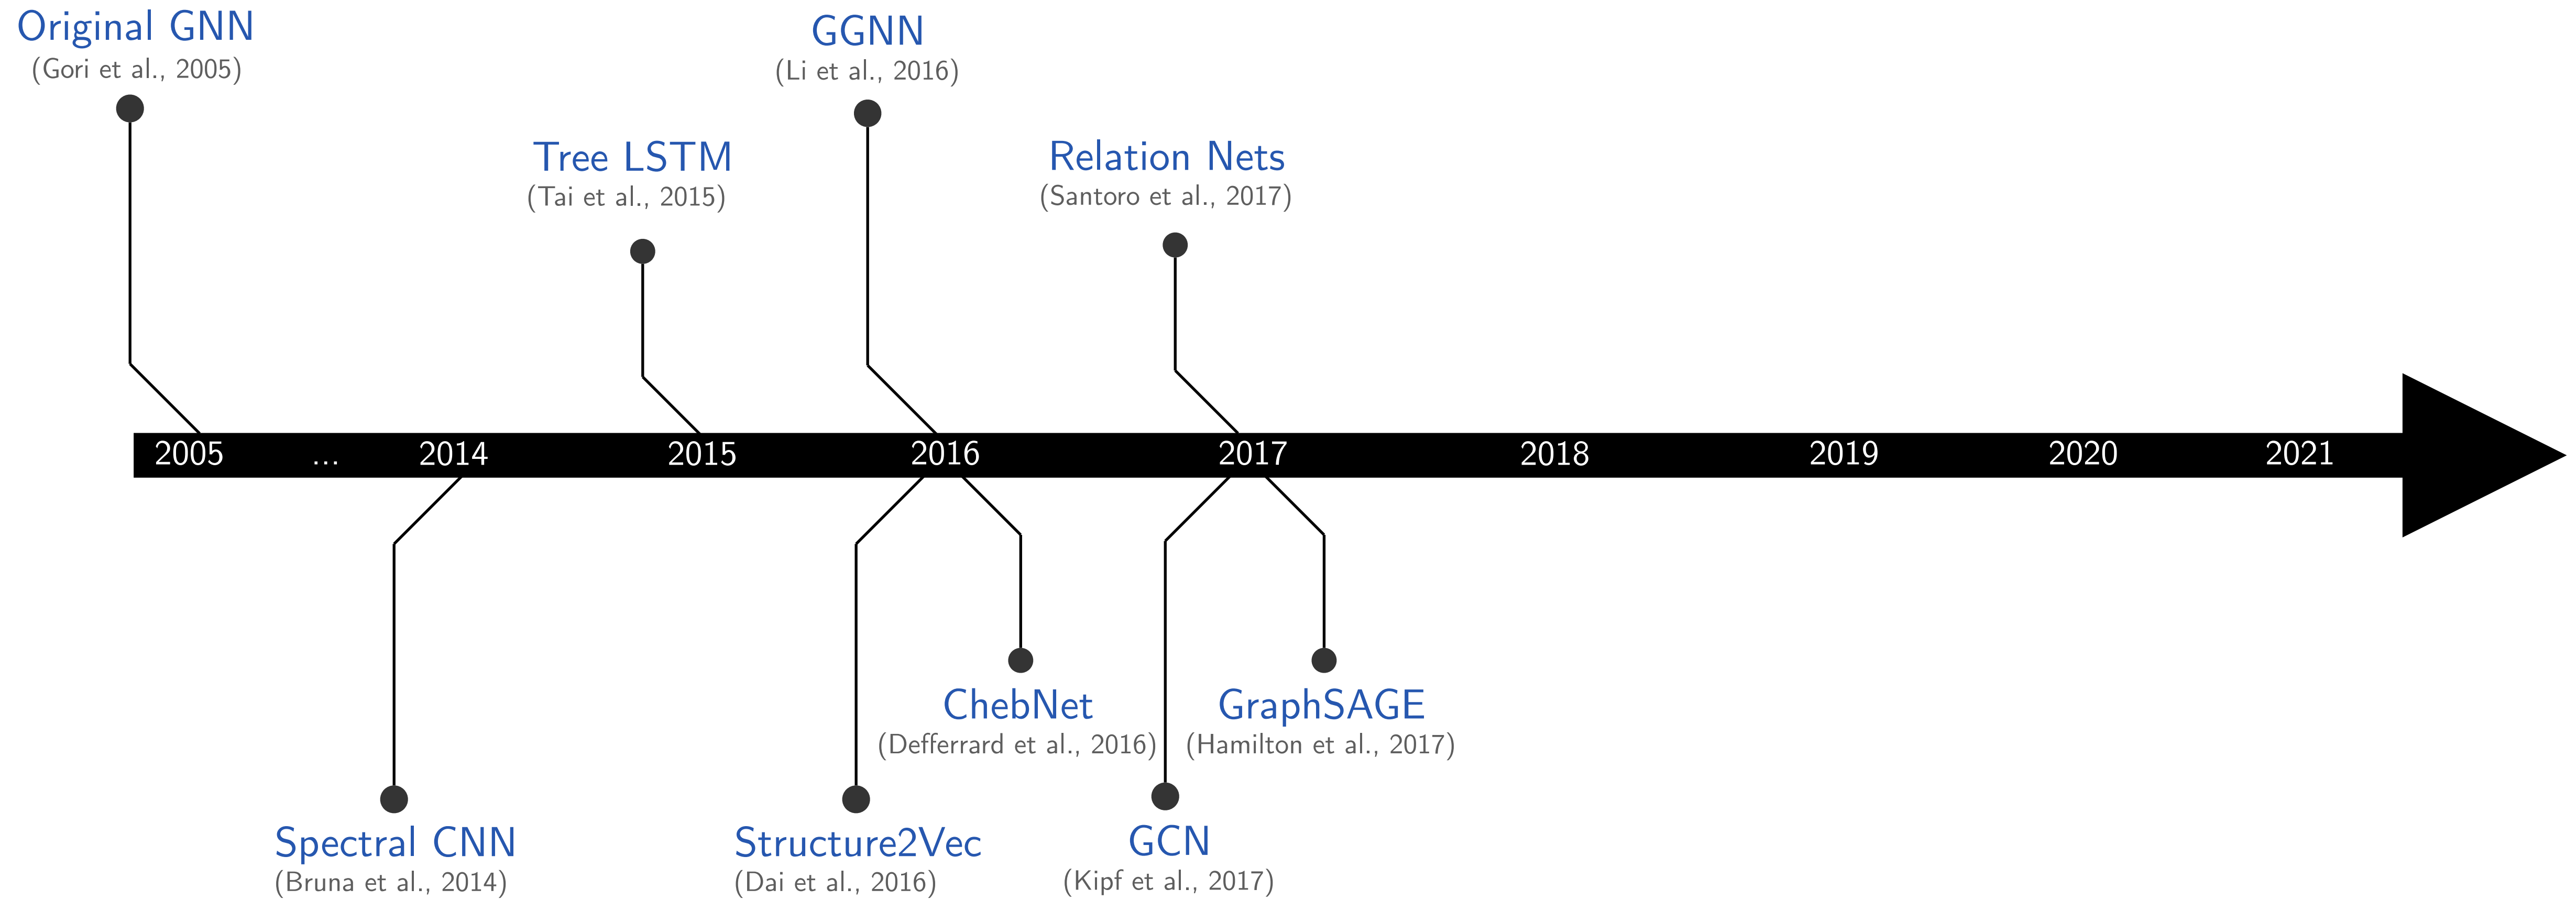 Original GNN
(Gori et al., 2005)
GGNN
(Li et al., 2016)
Tree LSTM
(Tai et al., 2015)
Relation Nets
(Santoro et al., 2017)
2005 ... 2014 2015 2016 2017 2018 2019 2020 2021
ChebNet
(Defferrard et al., 2016)
GraphSAGE
(Hamilton et al., 2017)
Spectral CNN
(Bruna et al., 2014)
Structure2Vec
(Dai et al., 2016)
GCN
(Kipf et al., 2017)